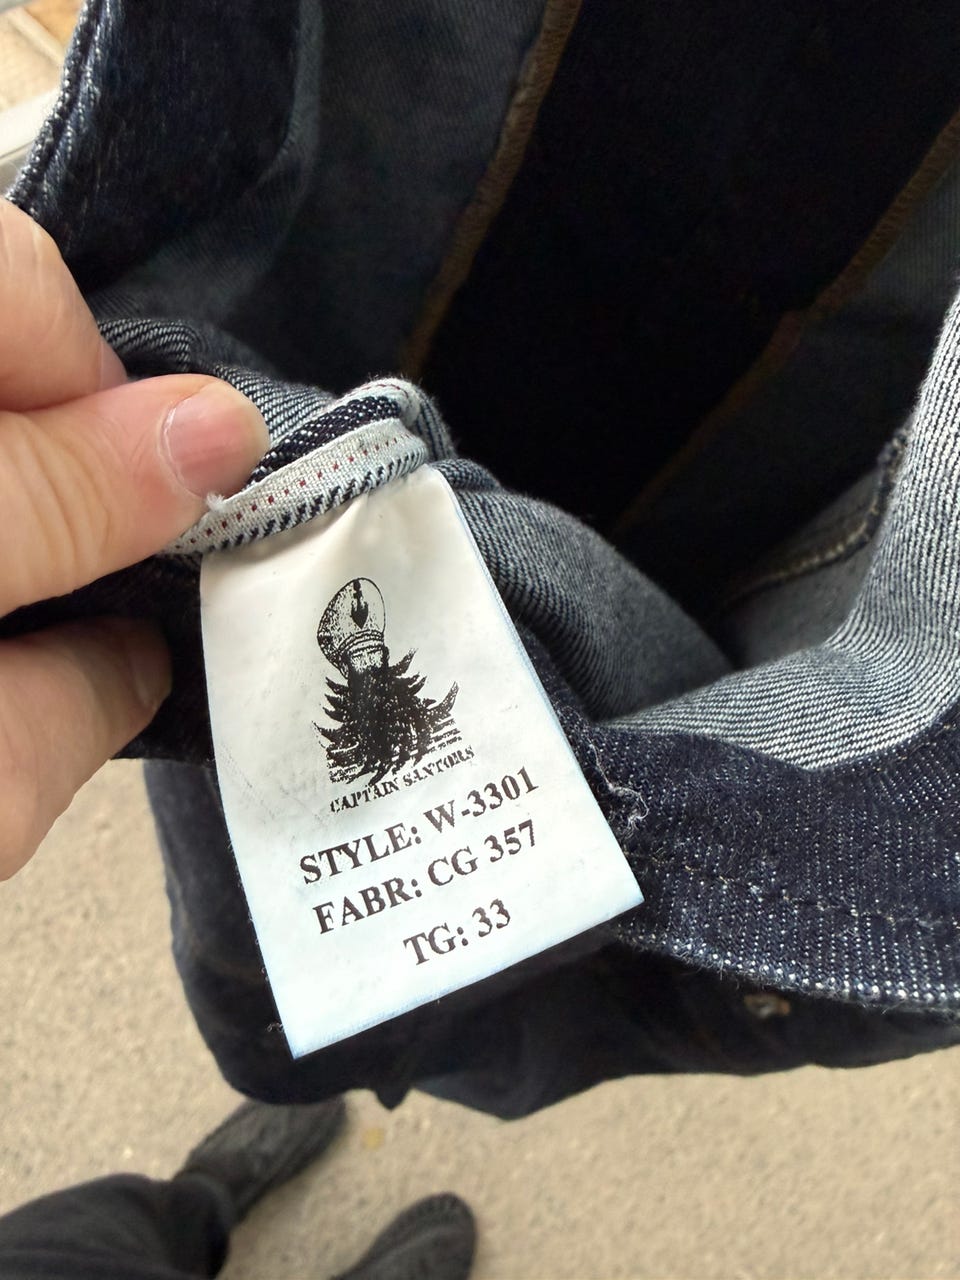 CAPTAIN SANTORS
STYLE: W-3301
FABR: CG 357
TG: 33